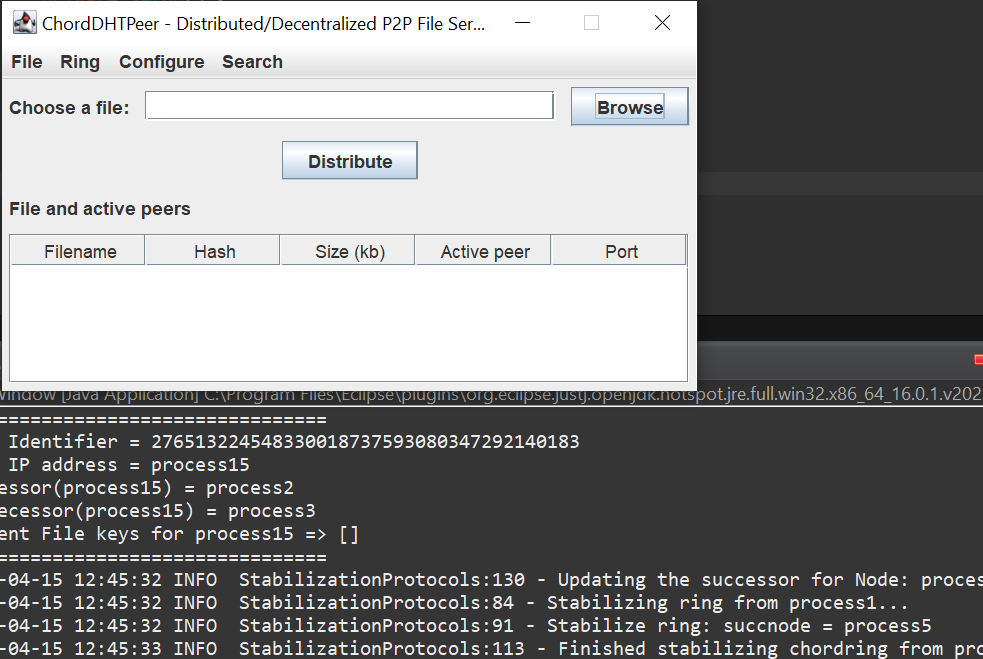 ChordDHTPeer - Distributed/Decentralized P2P File Ser...
File Ring Configure Search
Choose a file: Browse
Distribute
File and active peers
Filename Hash Size (kb) Active peer Port
[Java Application] C:\Program Files\Eclipse\plugins\org.eclipse.justj.openjdk.hotspot.jre.full.win32.x86_64_16.0.1.v202
==============================
Identifier = 276513224548330018737593080347292140183
IP address = process15
essor(process15) = process2
ecessor(process15) = process3
ent File keys for process15 => []
==============================
-04-15 12:45:32 INFO StabilizationProtocols:130 - Updating the successor for Node: proces
-04-15 12:45:32 INFO StabilizationProtocols:84 - Stabilizing ring from process1...
-04-15 12:45:32 INFO StabilizationProtocols:91 - Stabilize ring: succnode = process5
-04-15 12:45:33 INFO StabilizationProtocols:113 - Finished stabilizing chordring from pro